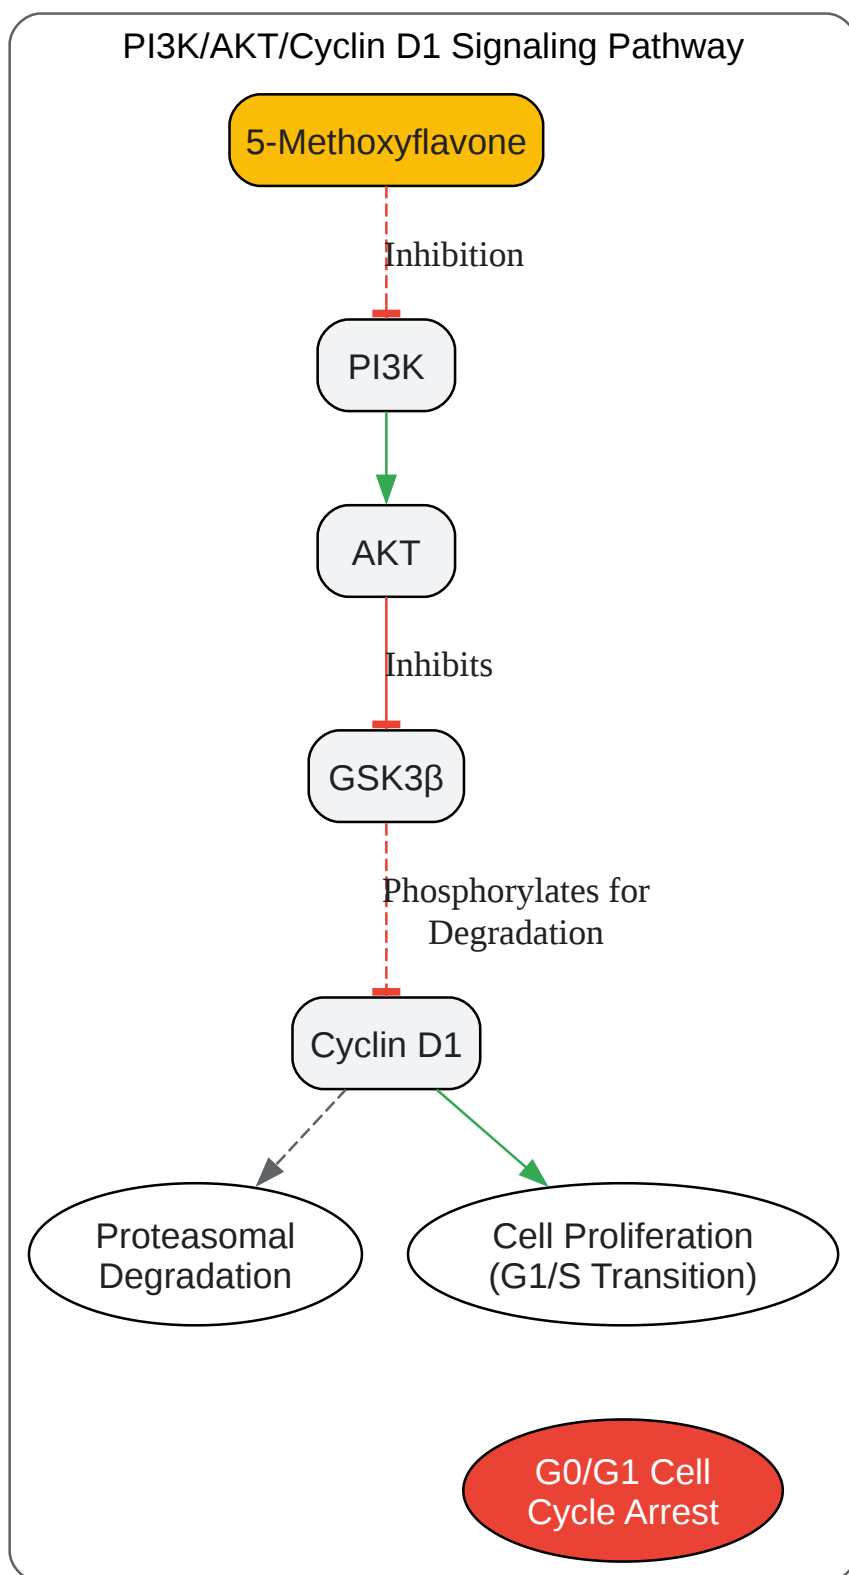 PI3K/AKT/Cyclin D1 Signaling Pathway
5-Methoxyflavone
Inhibition
PI3K
AKT
Inhibits
GSK3β
Phosphorylates for
Degradation
Cyclin D1
Proteasomal
Degradation
Cell Proliferation
(G1/S Transition)
G0/G1 Cell
Cycle Arrest